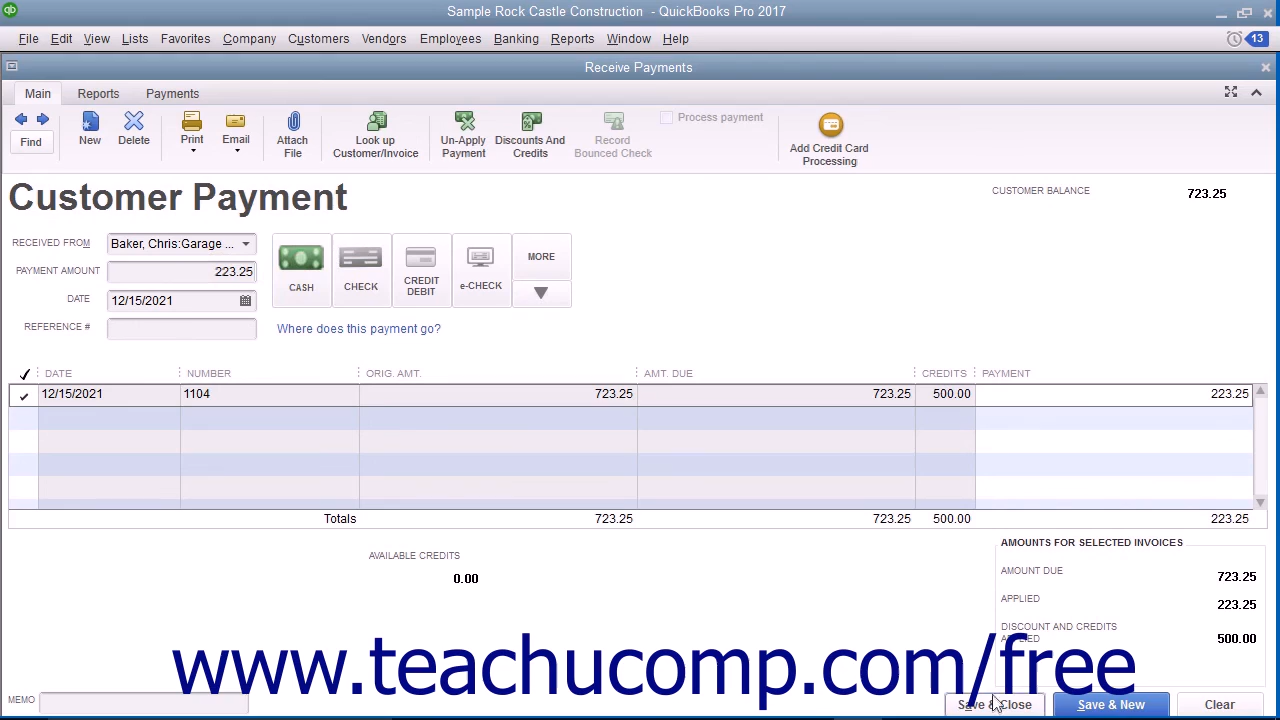 qb
Sample Rock Castle Construction - QuickBooks Pro 2017
File Edit View Lists Favorites Company Customers Vendors Employees Banking Reports Window Help
13
Receive Payments
Main Reports Payments
Find
New
Delete
Print
Email
Attach File
Look up Customer/Invoice
Un-Apply Payment
Discounts And Credits
Record Bounced Check
Process payment
Add Credit Card Processing
Customer Payment
CUSTOMER BALANCE 723.25
RECEIVED FROM Baker, Chris:Garage ...
PAYMENT AMOUNT 223.25
DATE 12/15/2021
REFERENCE #
CASH
CHECK
CREDIT DEBIT
e-CHECK
MORE
Where does this payment go?
DATE NUMBER ORIG. AMT. AMT. DUE CREDITS PAYMENT
12/15/2021 1104 723.25 723.25 500.00 223.25
Totals 723.25 723.25 500.00 223.25
AVAILABLE CREDITS
0.00
AMOUNTS FOR SELECTED INVOICES
AMOUNT DUE 723.25
APPLIED 223.25
DISCOUNT AND CREDITS
APPLIED 500.00
www.teachucomp.com/free
MEMO
Save & Close Save & New Clear